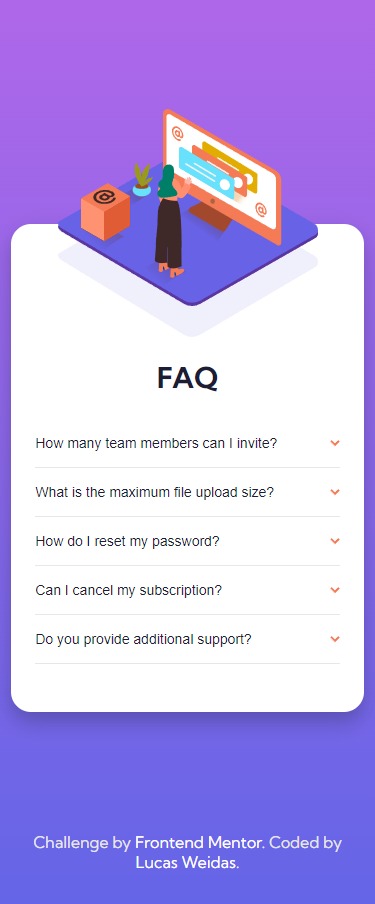 FAQ
How many team members can I invite?
What is the maximum file upload size?
How do I reset my password?
Can I cancel my subscription?
Do you provide additional support?
Challenge by Frontend Mentor. Coded by
Lucas Weidas.